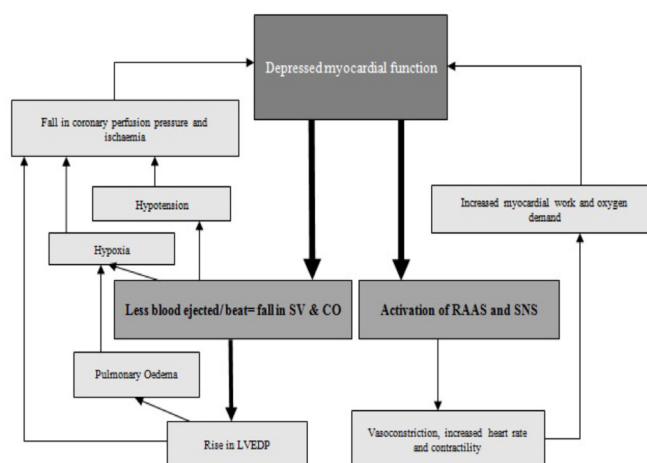 Depressed myocardial function
Fall in coronary perfusion pressure and
ischaemia
Hypotension
Increased myocardial work and oxygen
demand
Hypoxia
Less blood ejected/ beat= fall in SV & CO
Activation of RAAS and SNS
Pulmonary Oedema
Rise in LVEDP
Vasoconstriction, increased heart rate
and contractility